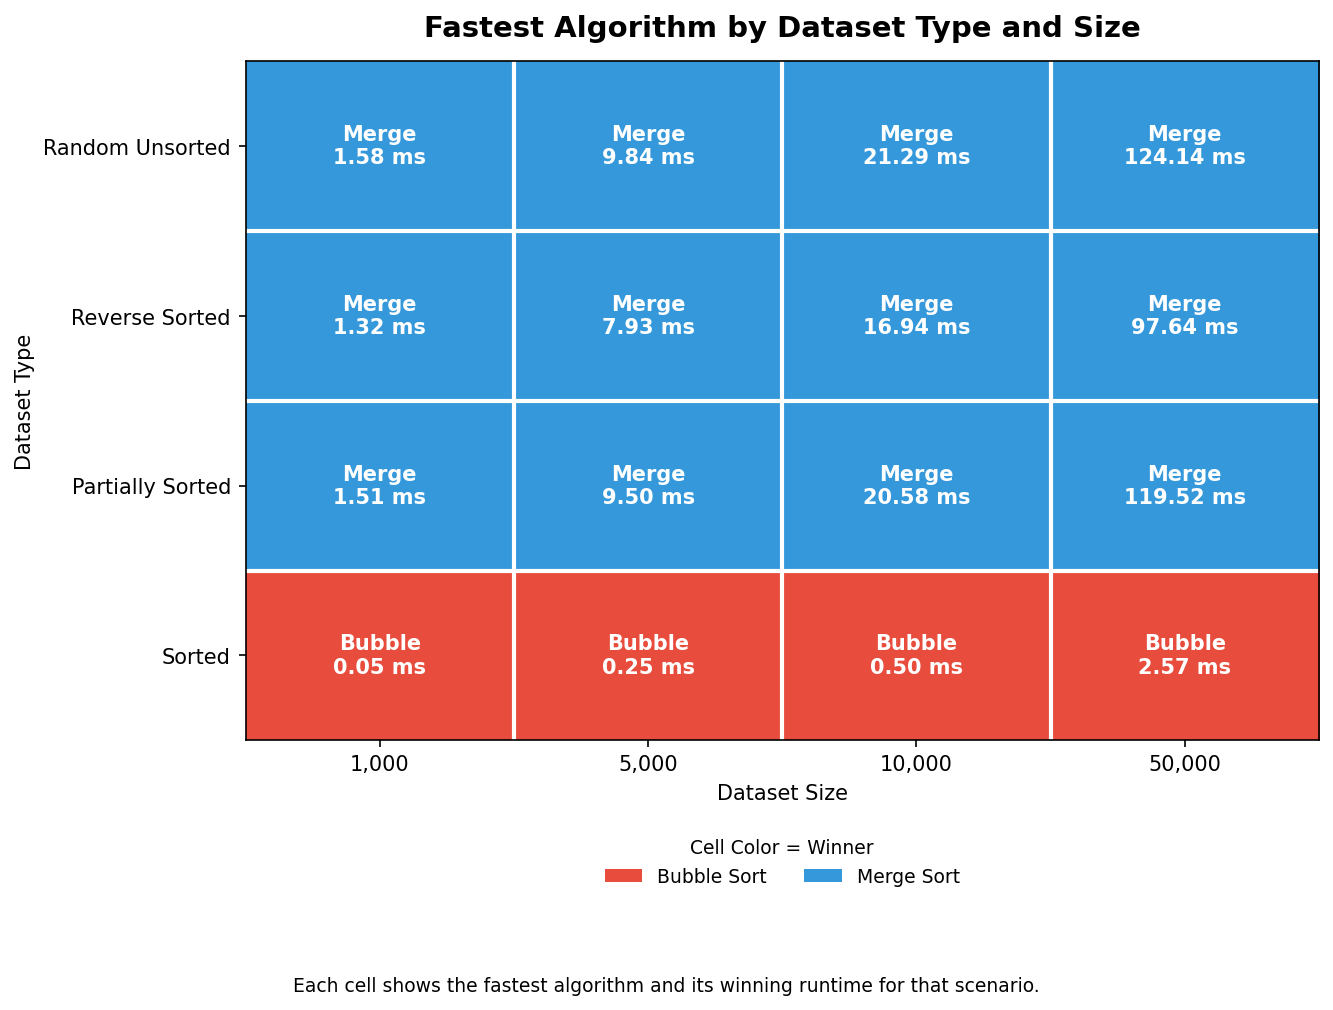 Fastest Algorithm by Dataset Type and Size
Dataset Type
Random Unsorted
Merge
1.58 ms
Merge
9.84 ms
Merge
21.29 ms
Merge
124.14 ms
Reverse Sorted
Merge
1.32 ms
Merge
7.93 ms
Merge
16.94 ms
Merge
97.64 ms
Partially Sorted
Merge
1.51 ms
Merge
9.50 ms
Merge
20.58 ms
Merge
119.52 ms
Sorted
Bubble
0.05 ms
Bubble
0.25 ms
Bubble
0.50 ms
Bubble
2.57 ms
1,000
5,000
10,000
50,000
Dataset Size
Cell Color = Winner
Bubble Sort
Merge Sort
Each cell shows the fastest algorithm and its winning runtime for that scenario.